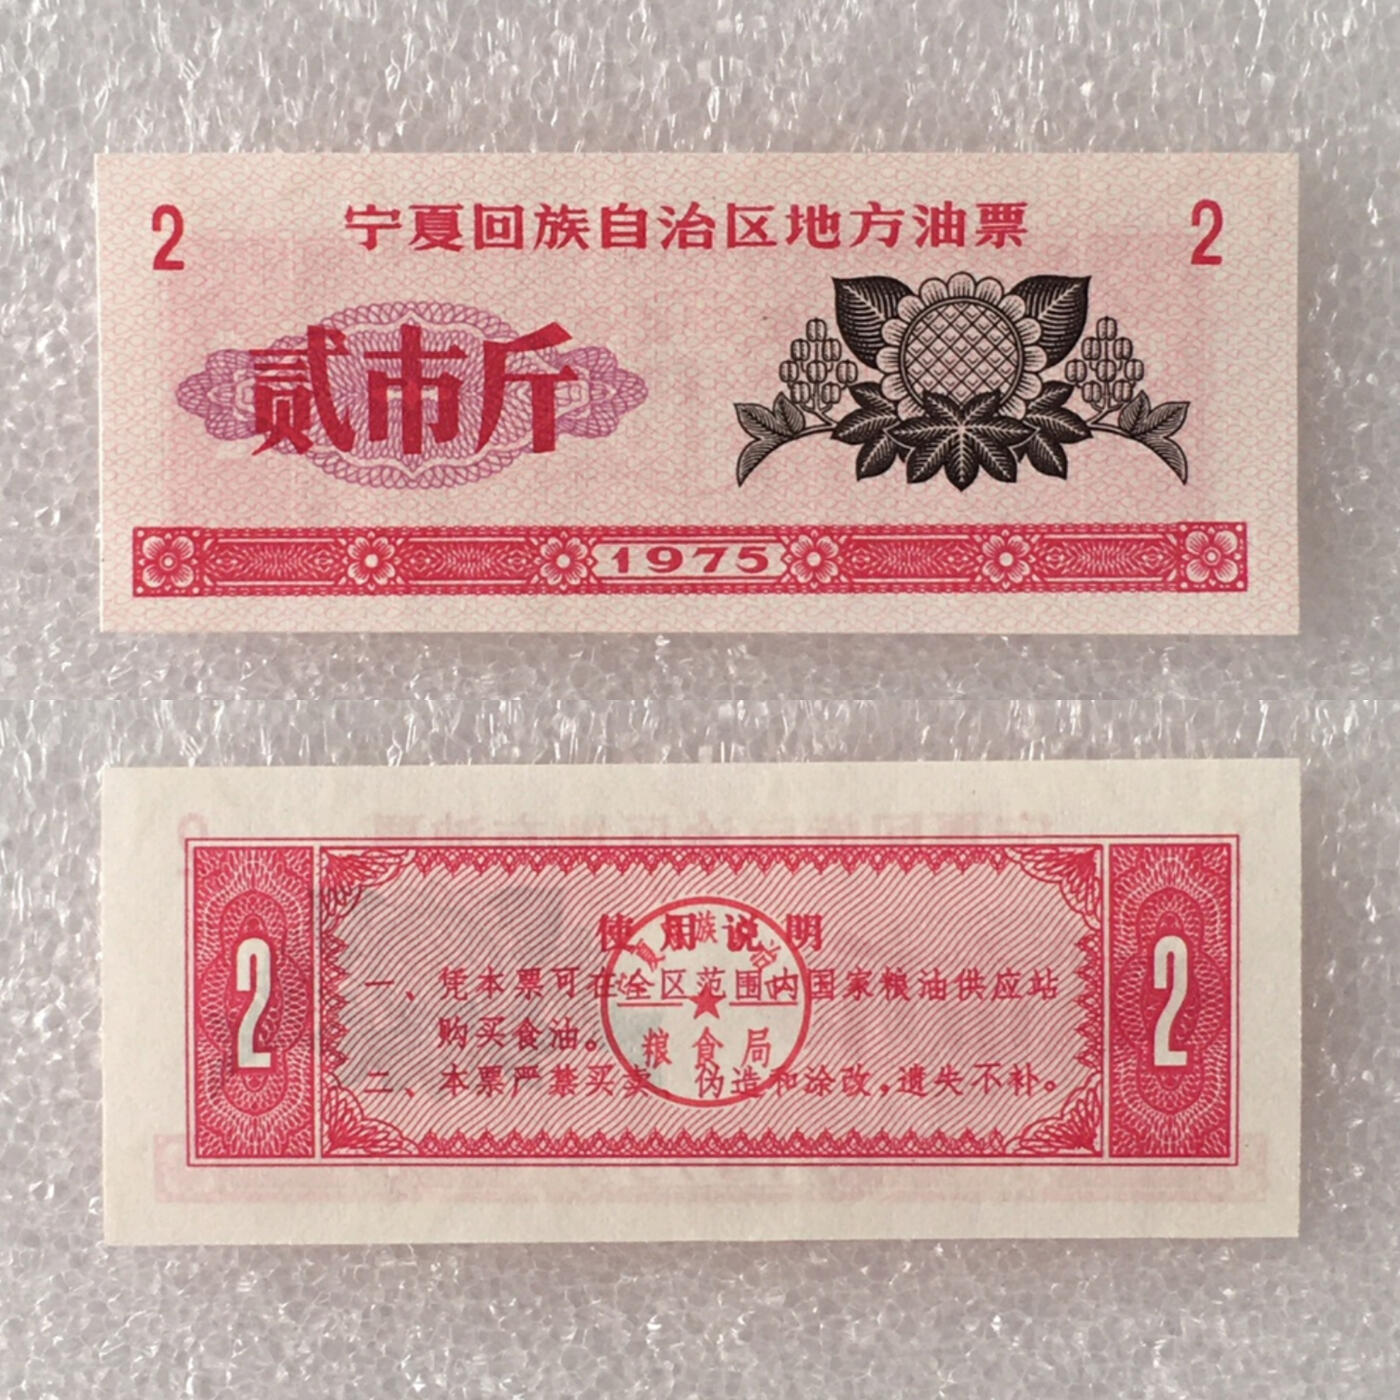 2 宁夏回族自治区地方油票 2
贰市斤
1975
使用说明
一、凭本票可在全区范围内国家粮油供应站
购买食油。
2 2
粮食局
二、本票严禁买卖、伪造和涂改，遗失不补。